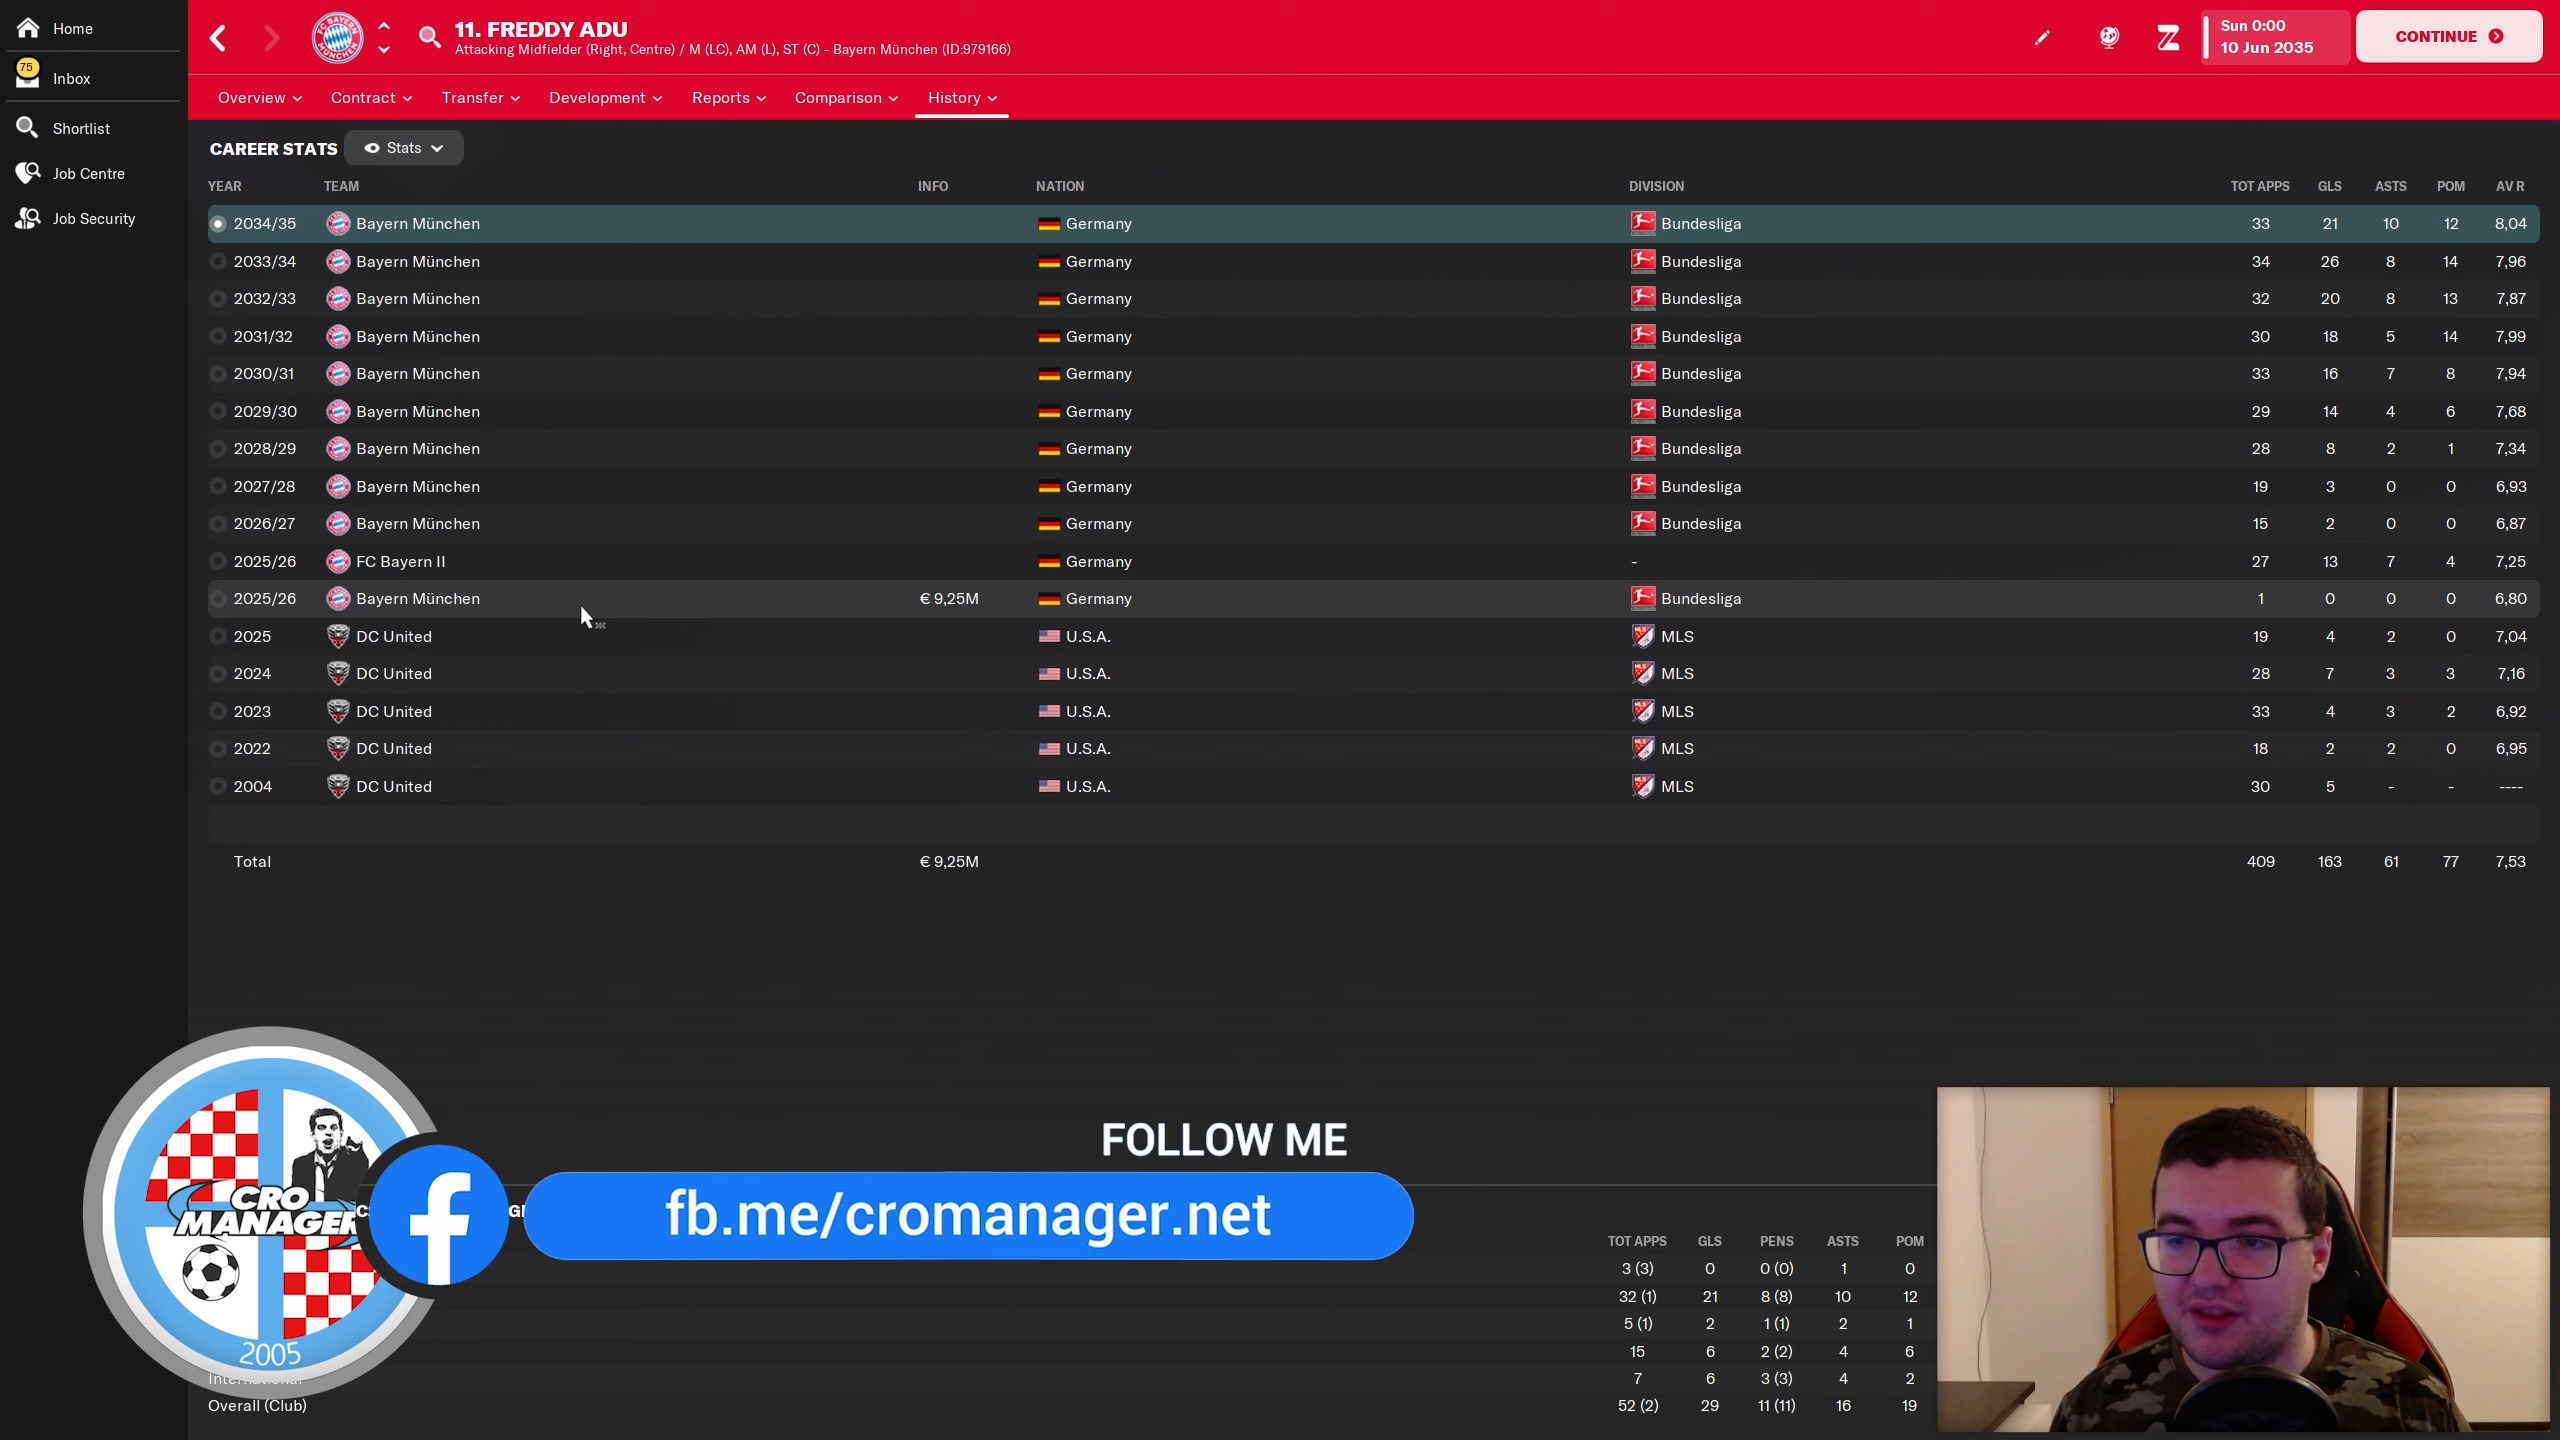 Home
75
Inbox
Shortlist
Job Centre
Job Security
11. FREDDY ADU
Attacking Midfielder (Right, Centre) / M (LC), AM (L), ST (C) - Bayern München (ID:979166)
Sun 0:00
10 Jun 2035
CONTINUE
Overview Contract Transfer Development Reports Comparison History
CAREER STATS Stats
YEAR TEAM INFO NATION DIVISION TOT APPS GLS ASTS POM AV R
2034/35 Bayern München Germany Bundesliga 33 21 10 12 8,04
2033/34 Bayern München Germany Bundesliga 34 26 8 14 7,96
2032/33 Bayern München Germany Bundesliga 32 20 8 13 7,87
2031/32 Bayern München Germany Bundesliga 30 18 5 14 7,99
2030/31 Bayern München Germany Bundesliga 33 16 7 8 7,94
2029/30 Bayern München Germany Bundesliga 29 14 4 6 7,68
2028/29 Bayern München Germany Bundesliga 28 8 2 1 7,34
2027/28 Bayern München Germany Bundesliga 19 3 0 0 6,93
2026/27 Bayern München Germany Bundesliga 15 2 0 0 6,87
2025/26 FC Bayern II Germany - 27 13 7 4 7,25
2025/26 Bayern München € 9,25M Germany Bundesliga 1 0 0 0 6,80
2025 DC United U.S.A. MLS 19 4 2 0 7,04
2024 DC United U.S.A. MLS 28 7 3 3 7,16
2023 DC United U.S.A. MLS 33 4 3 2 6,92
2022 DC United U.S.A. MLS 18 2 2 0 6,95
2004 DC United U.S.A. MLS 30 5 - - ----
Total € 9,25M 409 163 61 77 7,53
FOLLOW ME
fb.me/cromanager.net
CRO
MANAGER
2005
TOT APPS GLS PENS ASTS POM
3 (3) 0 0 (0) 1 0
32 (1) 21 8 (8) 10 12
5 (1) 2 1 (1) 2 1
15 6 2 (2) 4 6
7 6 3 (3) 4 2
Overall (Club) 52 (2) 29 11 (11) 16 19